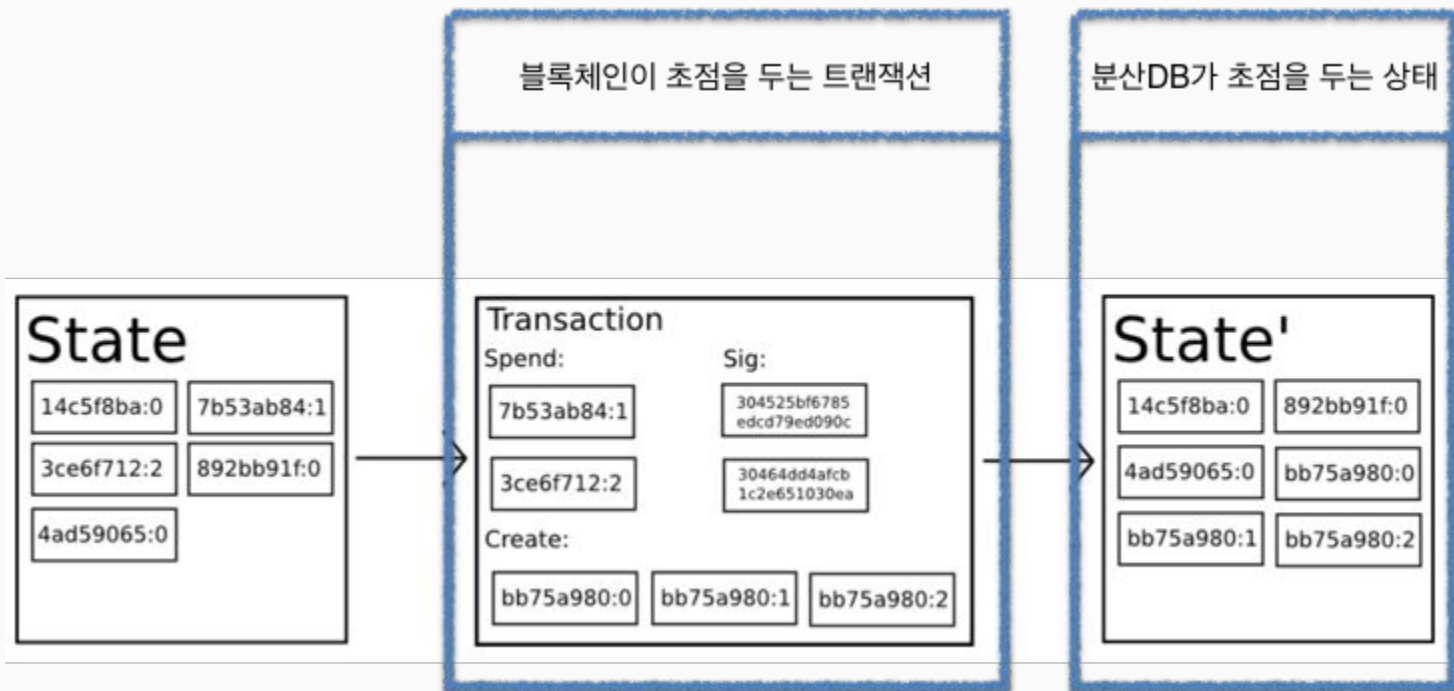 블록체인이 초점을 두는 트랜잭션
분산DB가 초점을 두는 상태
State
14c5f8ba:0 7b53ab84:1
3ce6f712:2 892bb91f:0
4ad59065:0
Transaction
Spend: Sig:
7b53ab84:1
304525bf6785
edcd79ed090c
3ce6f712:2
30464dd4afcb
1c2e651030ea
Create:
bb75a980:0 bb75a980:1 bb75a980:2
State'
14c5f8ba:0 892bb91f:0
4ad59065:0 bb75a980:0
bb75a980:1 bb75a980:2